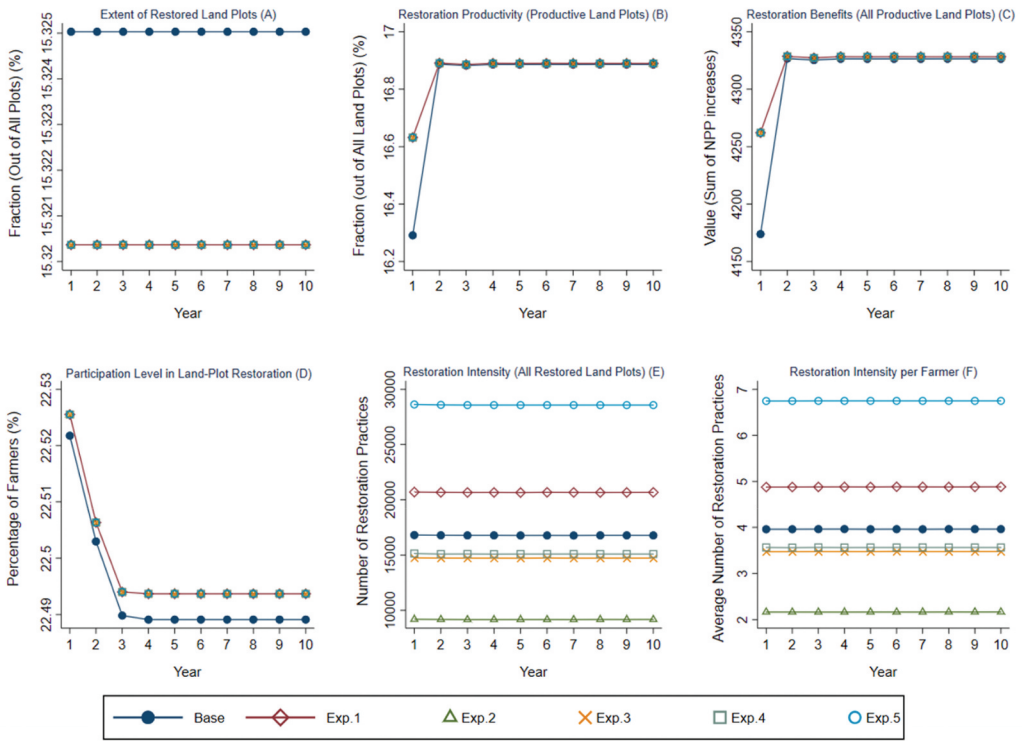 Extent of Restored Land Plots (A)
Fraction (Out of All Plots) (%)
15.325
15.324
15.323
15.322
15.321
15.32
1 2 3 4 5 6 7 8 9 10
Year
Restoration Productivity (Productive Land Plots) (B)
Fraction (out of All Land Plots) (%)
17
16.8
16.6
16.4
16.2
1 2 3 4 5 6 7 8 9 10
Year
Restoration Benefits (All Productive Land Plots) (C)
Value (Sum of NPP increases)
4350
4300
4250
4200
4150
1 2 3 4 5 6 7 8 9 10
Year
Participation Level in Land-Plot Restoration (D)
Percentage of Farmers (%)
22.53
22.52
22.51
22.5
22.49
1 2 3 4 5 6 7 8 9 10
Year
Restoration Intensity (All Restored Land Plots) (E)
Number of Restoration Practices
30000
25000
20000
15000
10000
1 2 3 4 5 6 7 8 9 10
Year
Restoration Intensity per Farmer (F)
Average Number of Restoration Practices
7
6
5
4
3
2
1 2 3 4 5 6 7 8 9 10
Year
Base Exp.1 Exp.2 Exp.3 Exp.4 Exp.5